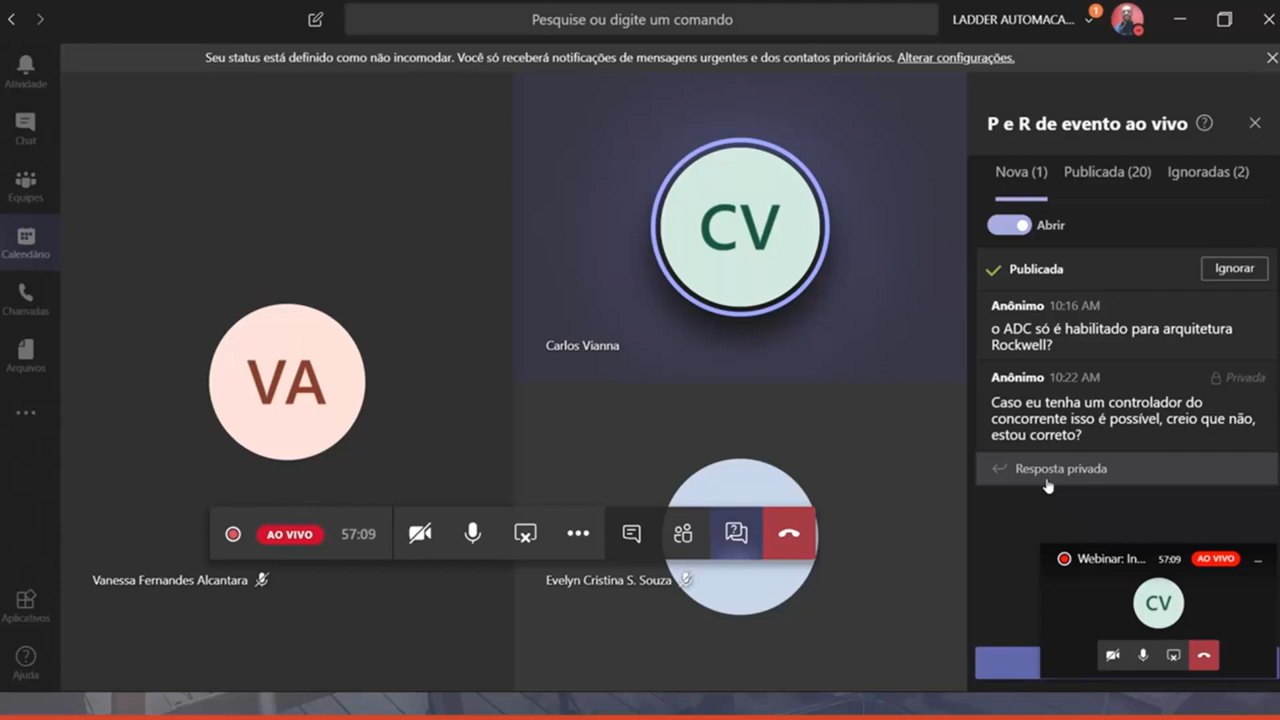 Pesquise ou digite um comando
LADDER AUTOMACA...
1
Seu status está definido como não incomodar. Você só receberá notificações de mensagens urgentes e dos contatos prioritários. Alterar configurações.
Atividade
Chat
Equipes
Calendário
Chamadas
Arquivos
Aplicativos
Ajuda
VA
Vanessa Fernandes Alcantara
CV
Carlos Vianna
Evelyn Cristina S. Souza
AO VIVO
57:09
P e R de evento ao vivo
Nova (1)
Publicada (20)
Ignoradas (2)
Abrir
Publicada
Ignorar
Anônimo 10:16 AM
o ADC só é habilitado para arquitetura
Rockwell?
Anônimo 10:22 AM
Privada
Caso eu tenha um controlador do
concorrente isso é possível, creio que não,
estou correto?
Resposta privada
Webinar: In...
57:09
AO VIVO
CV